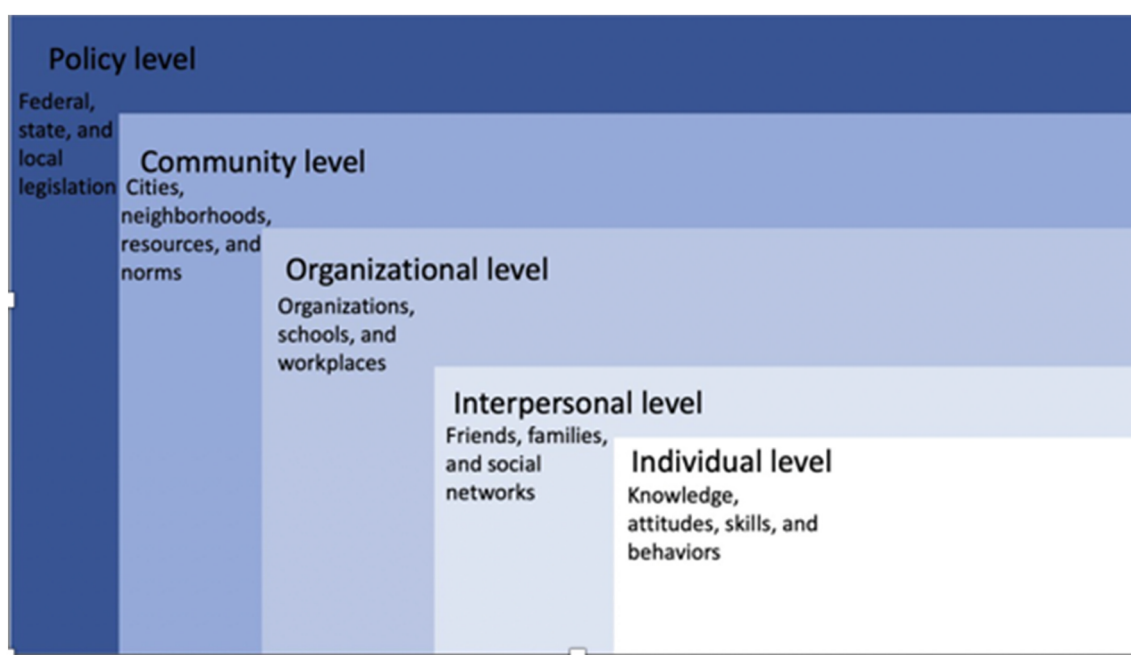 Policy level
Federal,
state, and
local
legislation
Community level
Cities,
neighborhoods,
resources, and
norms
Organizational level
Organizations,
schools, and
workplaces
Interpersonal level
Friends, families,
and social
networks
Individual level
Knowledge,
attitudes, skills, and
behaviors